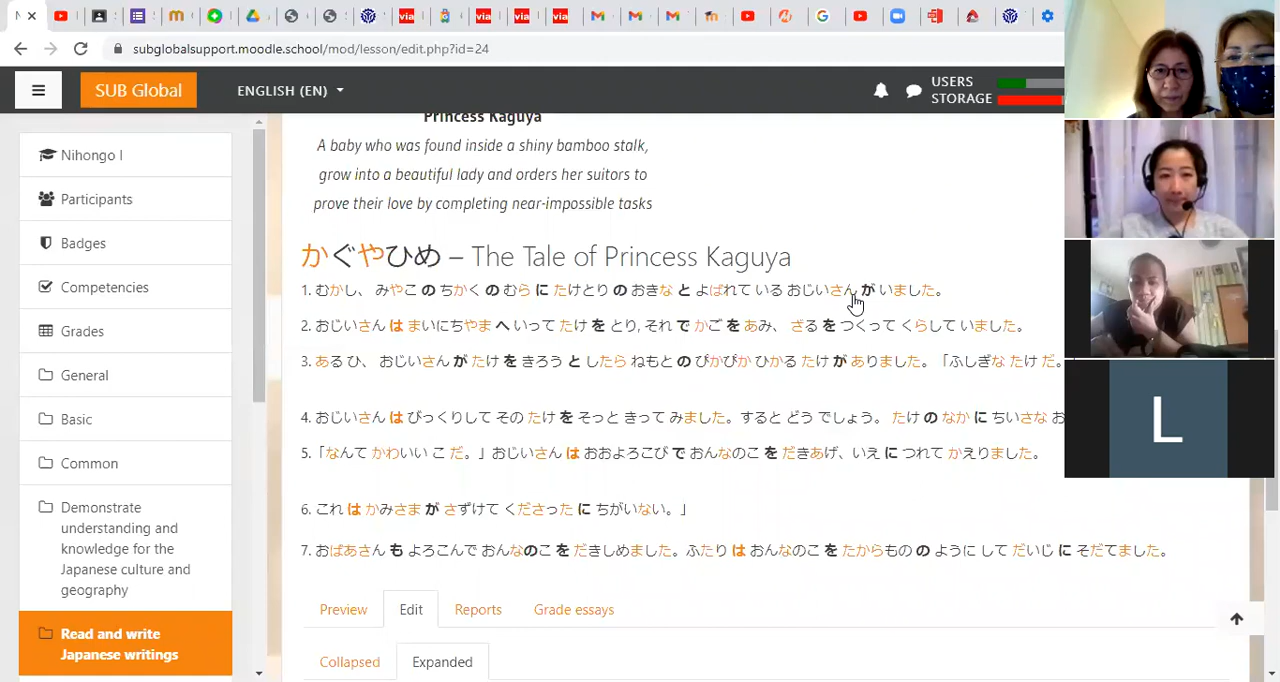 subglobalsupport.moodle.school/mod/lesson/edit.php?id=24
SUB Global
ENGLISH (EN)
USERS
STORAGE
Nihongo I
Participants
Badges
Competencies
Grades
General
Basic
Common
Demonstrate
understanding and
knowledge for the
Japanese culture and
geography
Read and write
Japanese writings
Princess Kaguya
A baby who was found inside a shiny bamboo stalk,
grow into a beautiful lady and orders her suitors to
prove their love by completing near-impossible tasks
かぐやひめ – The Tale of Princess Kaguya
1. むかし、 みやこ の ちかく の むら に たけとり の おきな と よばれて いる おじいさん が いました。
2. おじいさん は まいにちやま へ いって たけ を とり, それ で かご を あみ、 ざる を つくって くらして いました。
3. ある ひ、 おじいさん が たけ を きろう と したら ねもと の ぴかぴか ひかる たけ が ありました。「ふしぎな たけ だ。
4. おじいさん は びっくりして その たけ を そっと きって みました。すると どう でしょう。 たけ の なか に ちいさな お
5.「なんて かわいい こ だ。」おじいさん は おおよろこび で おんなのこ を だきあげ、いえ に つれて かえりました。
6. これ は かみさま が さずけて くださった に ちがいない。」
7. おばあさん も よろこんで おんなのこ を だきしめました。ふたり は おんなのこ を たからもの の ように して だいじ に そだてました。
Preview
Edit
Reports
Grade essays
Collapsed
Expanded
L